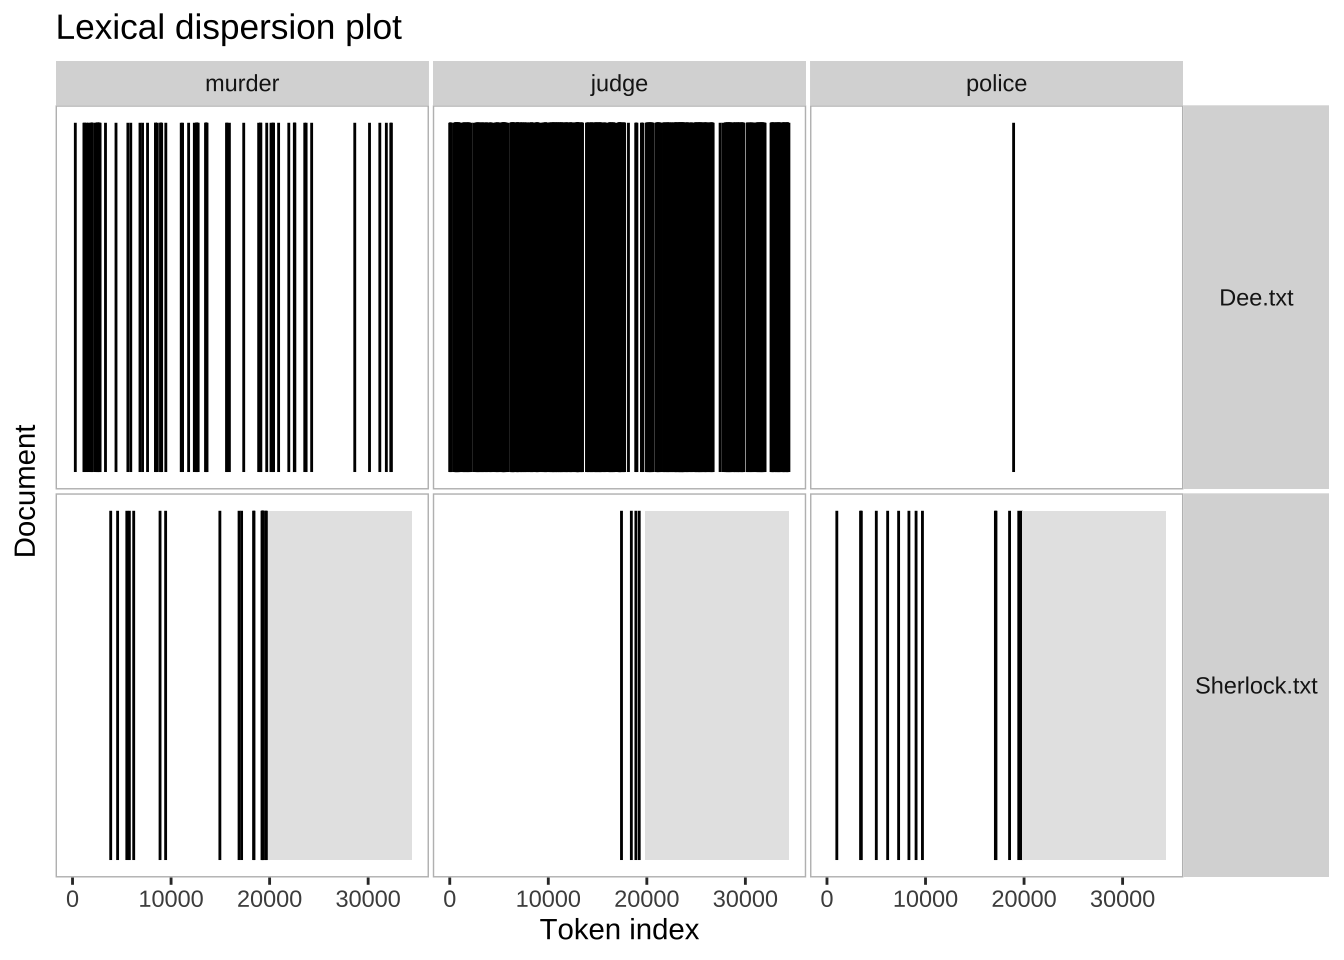 Lexical dispersion plot
murder judge police
Dee.txt
Document
Sherlock.txt
0 10000 20000 30000 0 10000 20000 30000 0 10000 20000 30000
Token index